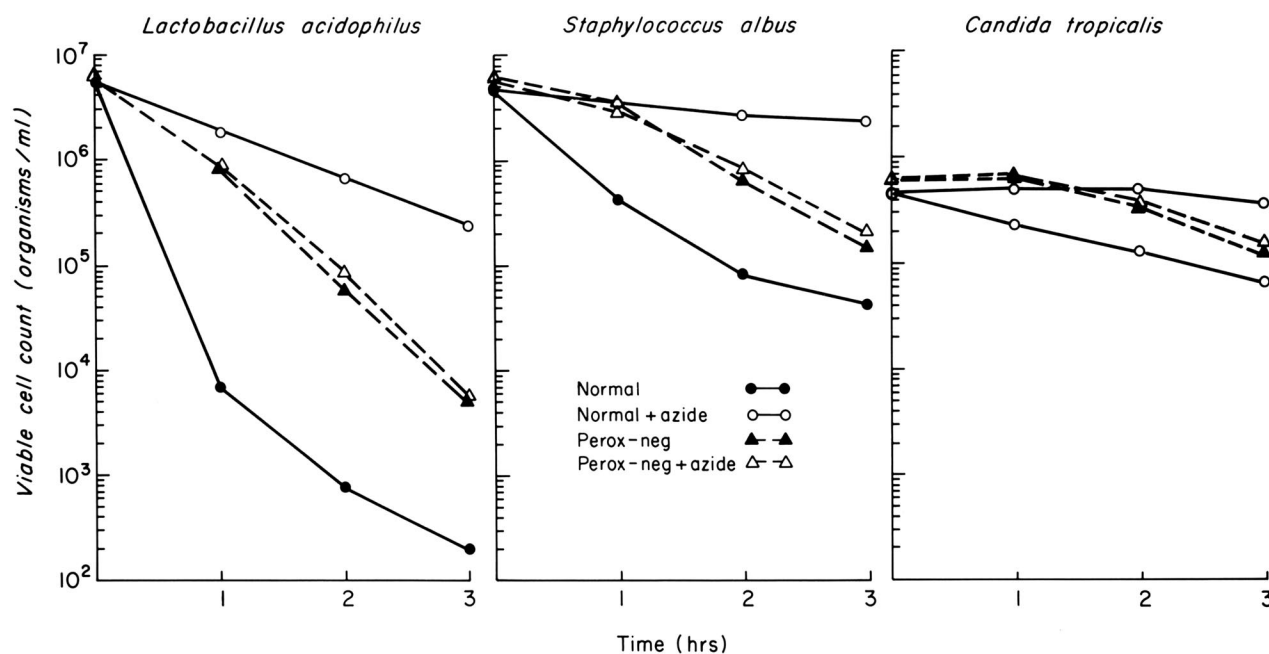 Lactobacillus acidophilus
Staphylococcus albus
Candida tropicalis
Viable cell count (organisms/ml)
10⁷
10⁶
10⁵
10⁴
10³
10²
Normal
Normal + azide
Perox-neg
Perox-neg + azide
1 2 3
1 2 3
1 2 3
Time (hrs)